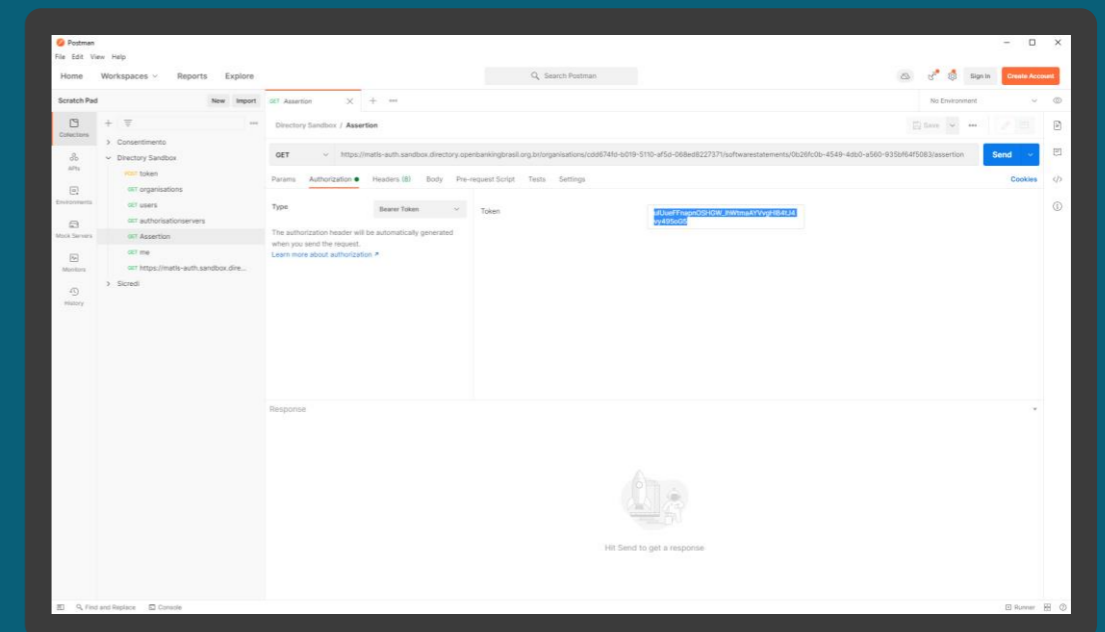 Postman
File Edit View Help
Home Workspaces Reports Explore
Search Postman
Sign In Create Account
Scratch Pad New Import
GET Assertion
No Environment
Collections
APIs
Environments
Mock Servers
Monitors
History
Consentimento
Directory Sandbox
POST token
GET organisations
GET users
GET authorisationservers
GET Assertion
GET me
GET https://matls-auth.sandbox.dire...
Sicredi
Directory Sandbox / Assertion
Save
GET https://matls-auth.sandbox.directory.openbankingbrasil.org.br/organisations/cdd674fd-b019-5110-af5d-068ed8227371/softwarestatements/0b26fc0b-4549-4db0-a560-935bf64f5083/assertion
Send
Params Authorization Headers (8) Body Pre-request Script Tests Settings
Cookies
Type Bearer Token
The authorization header will be automatically generated
when you send the request.
Learn more about authorization
Token
Response
Hit Send to get a response
Find and Replace Console
Runner